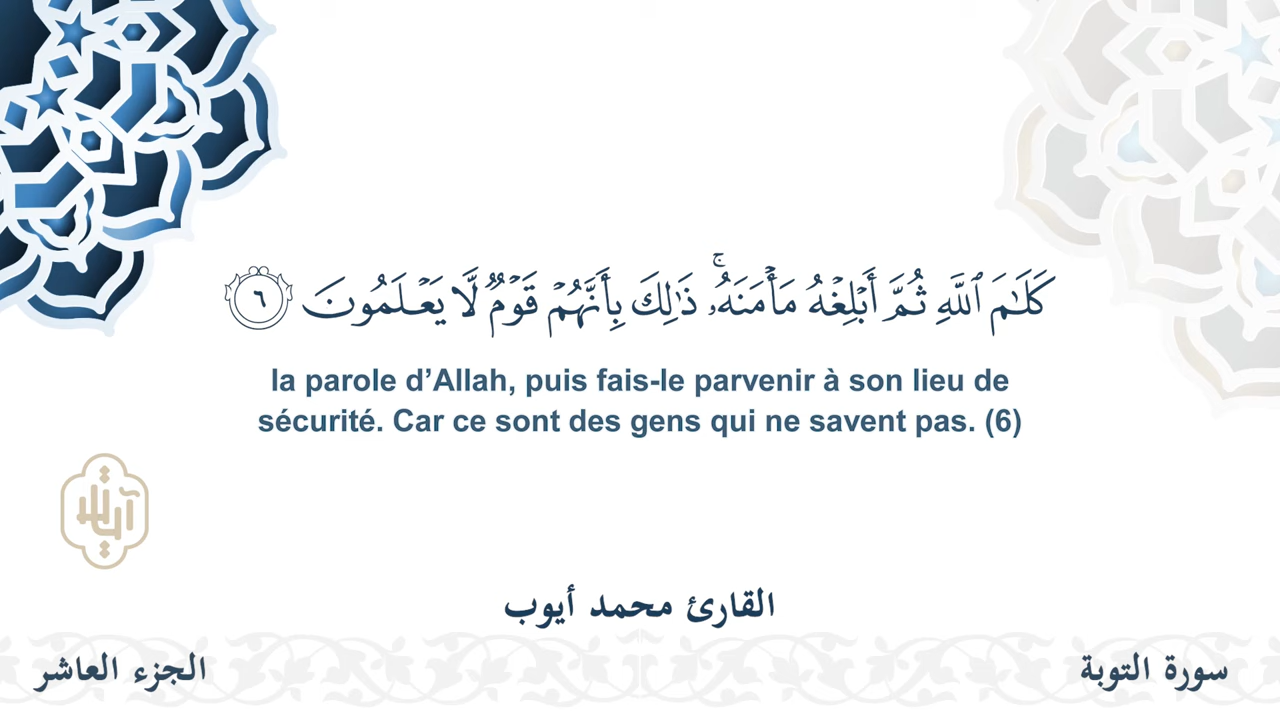 كَلَـٰمَ ٱللَّهِ ثُمَّ أَبۡلِغۡهُ مَأۡمَنَهُۥۚ ذَٰلِكَ بِأَنَّهُمۡ قَوۡمٞ لَّا يَعۡلَمُونَ ٦
la parole d’Allah, puis fais-le parvenir à son lieu de
sécurité. Car ce sont des gens qui ne savent pas. (6)
القارئ محمد أيوب
سورة التوبة
الجزء العاشر